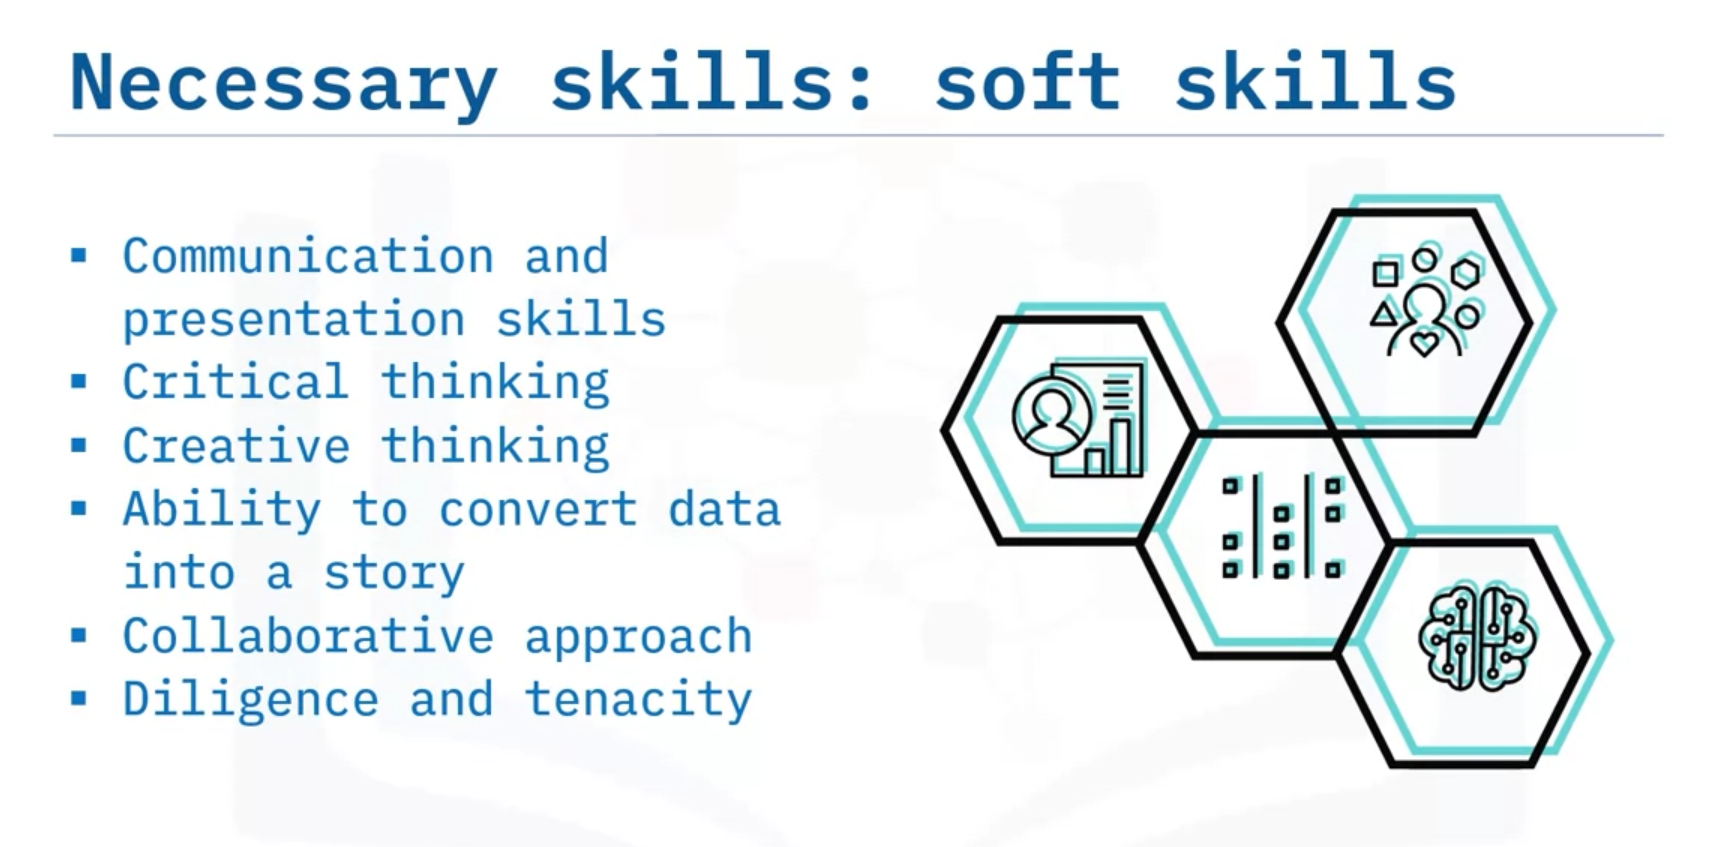 Necessary skills: soft skills
▪ Communication and
presentation skills
▪ Critical thinking
▪ Creative thinking
▪ Ability to convert data
into a story
▪ Collaborative approach
▪ Diligence and tenacity